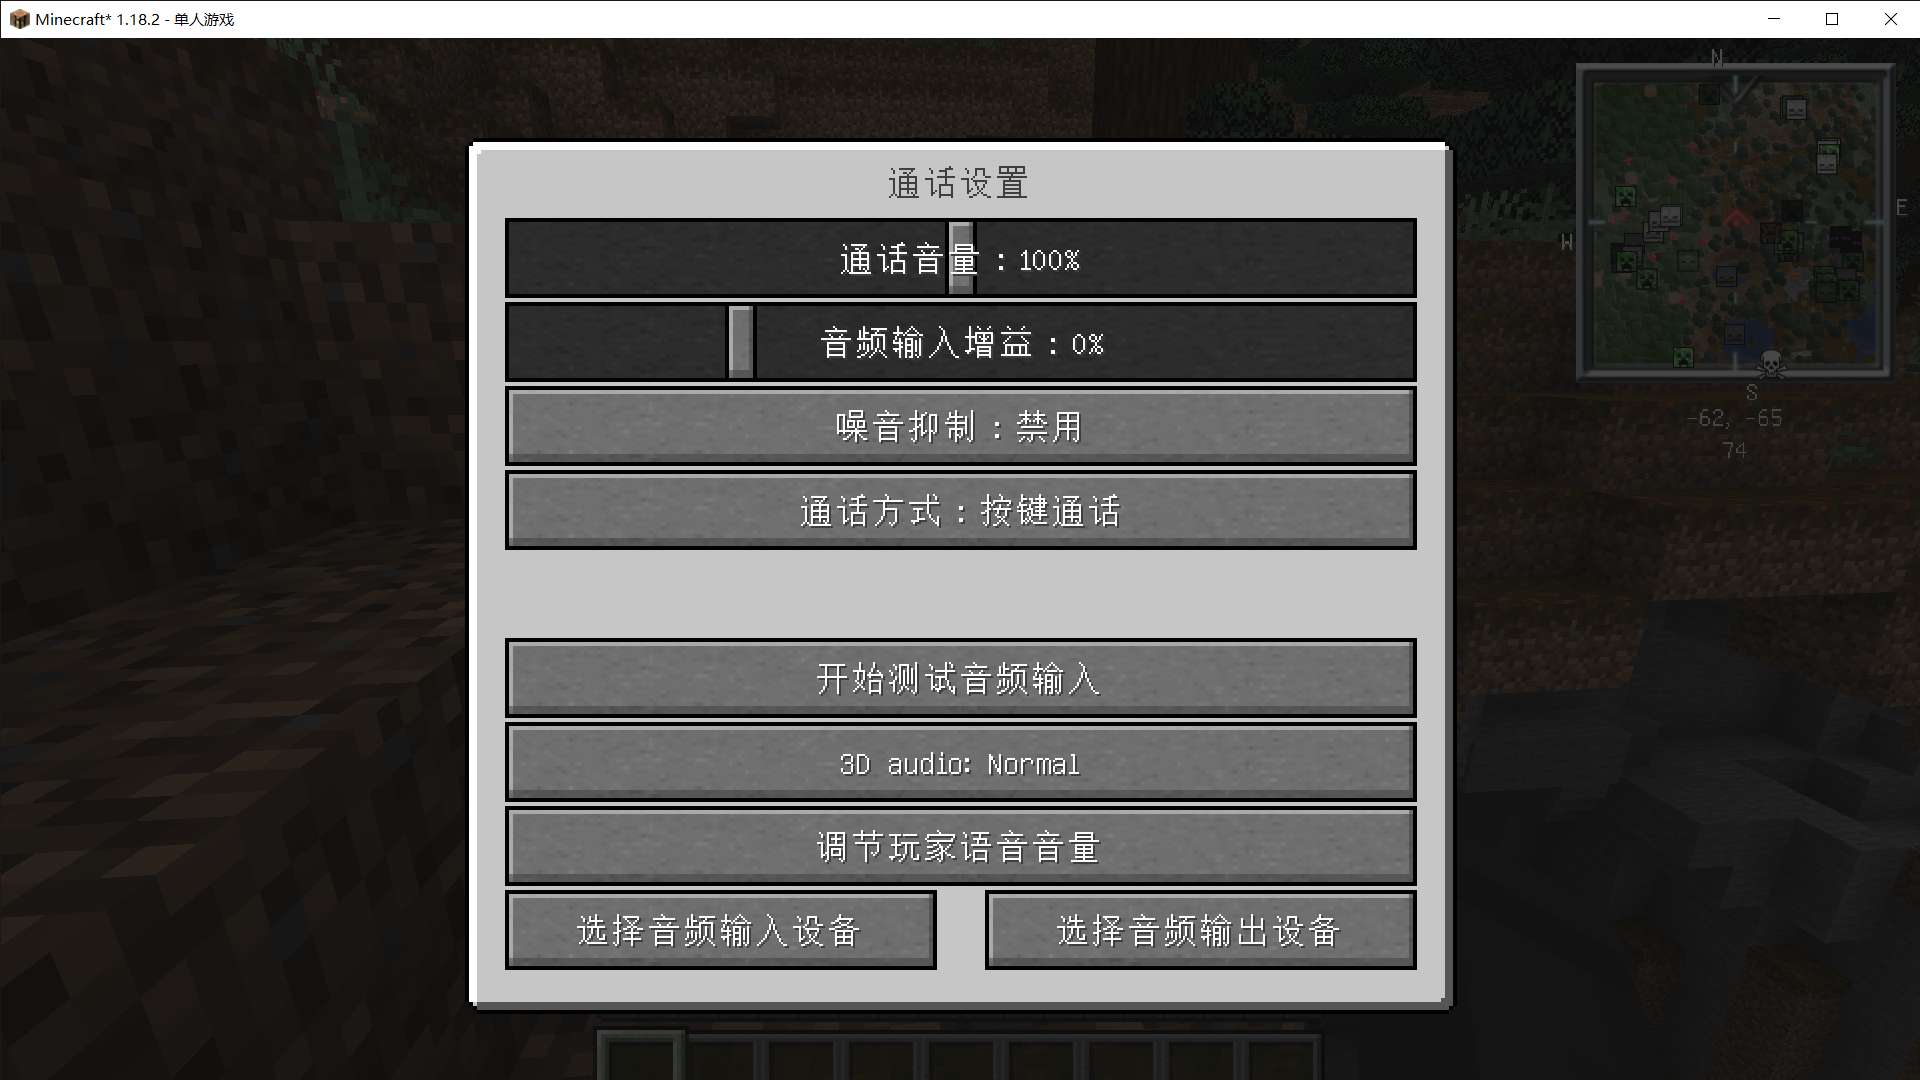 Minecraft* 1.18.2 - 单人游戏
N
E
W
S
-62, -65
74
通话设置
通话音量：100%
音频输入增益：0%
噪音抑制：禁用
通话方式：按键通话
开始测试音频输入
3D audio: Normal
调节玩家语音音量
选择音频输入设备
选择音频输出设备